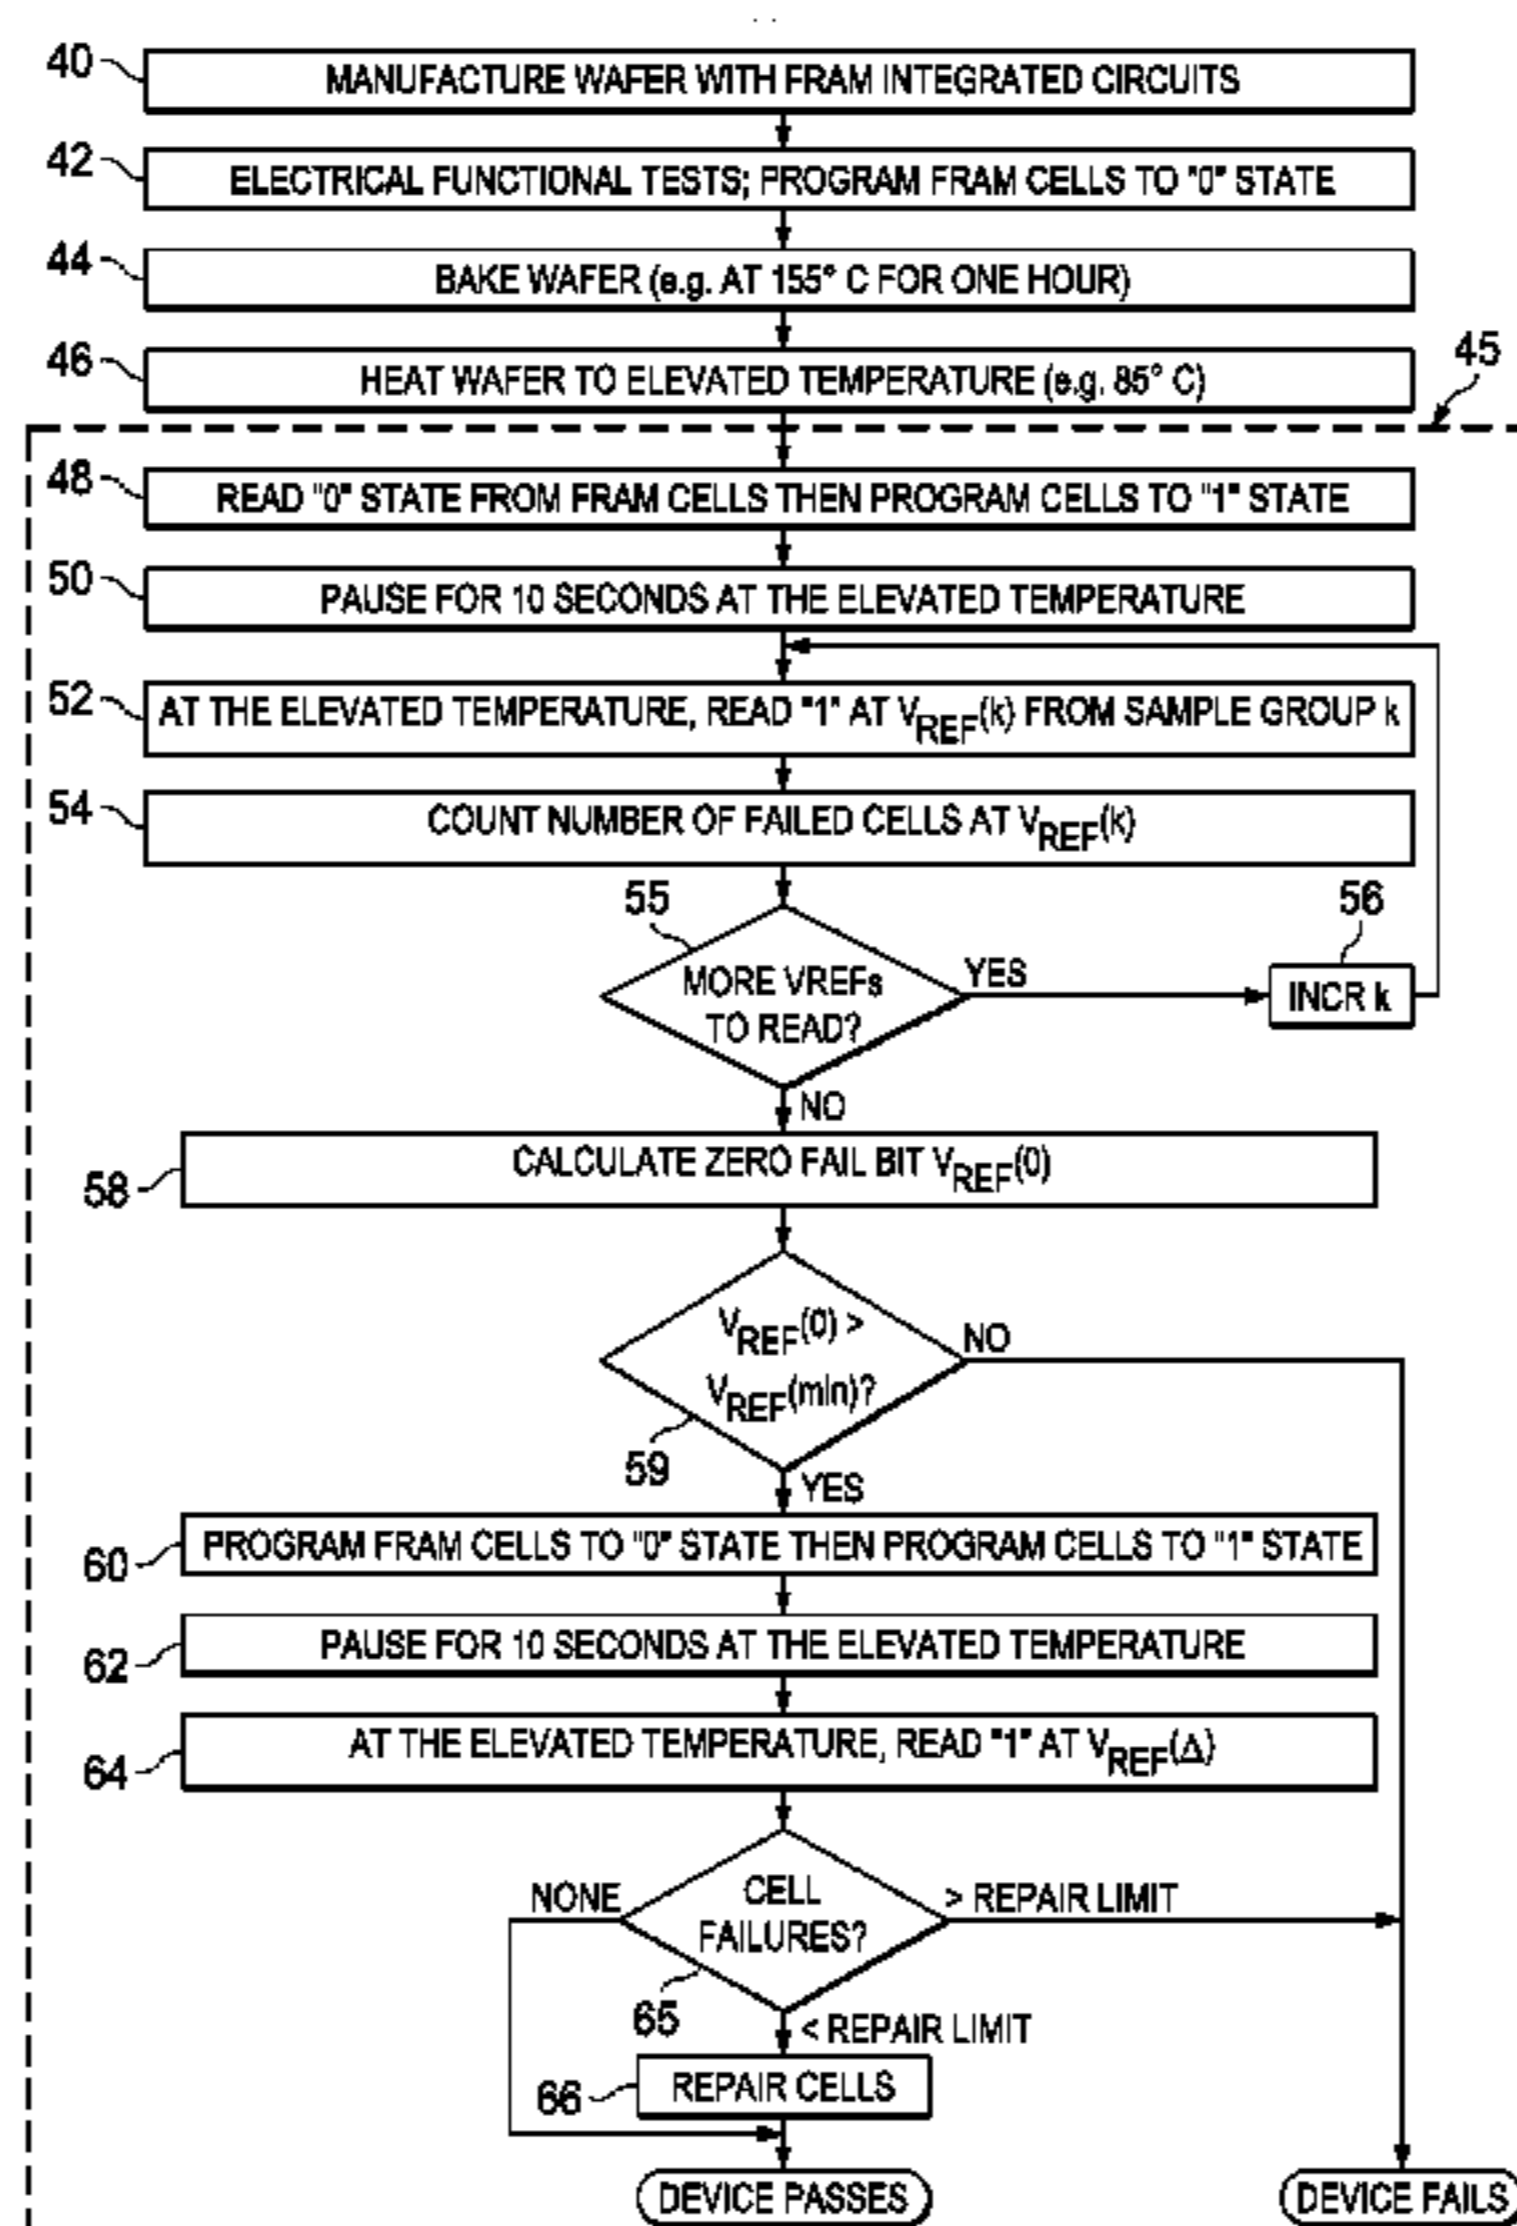 40
MANUFACTURE WAFER WITH FRAM INTEGRATED CIRCUITS
42
ELECTRICAL FUNCTIONAL TESTS; PROGRAM FRAM CELLS TO "0" STATE
44
BAKE WAFER (e.g. AT 155° C FOR ONE HOUR)
46
HEAT WAFER TO ELEVATED TEMPERATURE (e.g. 85° C)
45
48
READ "0" STATE FROM FRAM CELLS THEN PROGRAM CELLS TO "1" STATE
50
PAUSE FOR 10 SECONDS AT THE ELEVATED TEMPERATURE
52
AT THE ELEVATED TEMPERATURE, READ "1" AT VREF(k) FROM SAMPLE GROUP k
54
COUNT NUMBER OF FAILED CELLS AT VREF(k)
55
MORE VREFs
TO READ?
YES
56
INCR k
NO
58
CALCULATE ZERO FAIL BIT VREF(0)
VREF(0) >
VREF(min)?
NO
59
YES
60
PROGRAM FRAM CELLS TO "0" STATE THEN PROGRAM CELLS TO "1" STATE
62
PAUSE FOR 10 SECONDS AT THE ELEVATED TEMPERATURE
64
AT THE ELEVATED TEMPERATURE, READ "1" AT VREF(Δ)
NONE
CELL
FAILURES?
> REPAIR LIMIT
65
< REPAIR LIMIT
66
REPAIR CELLS
DEVICE PASSES
DEVICE FAILS